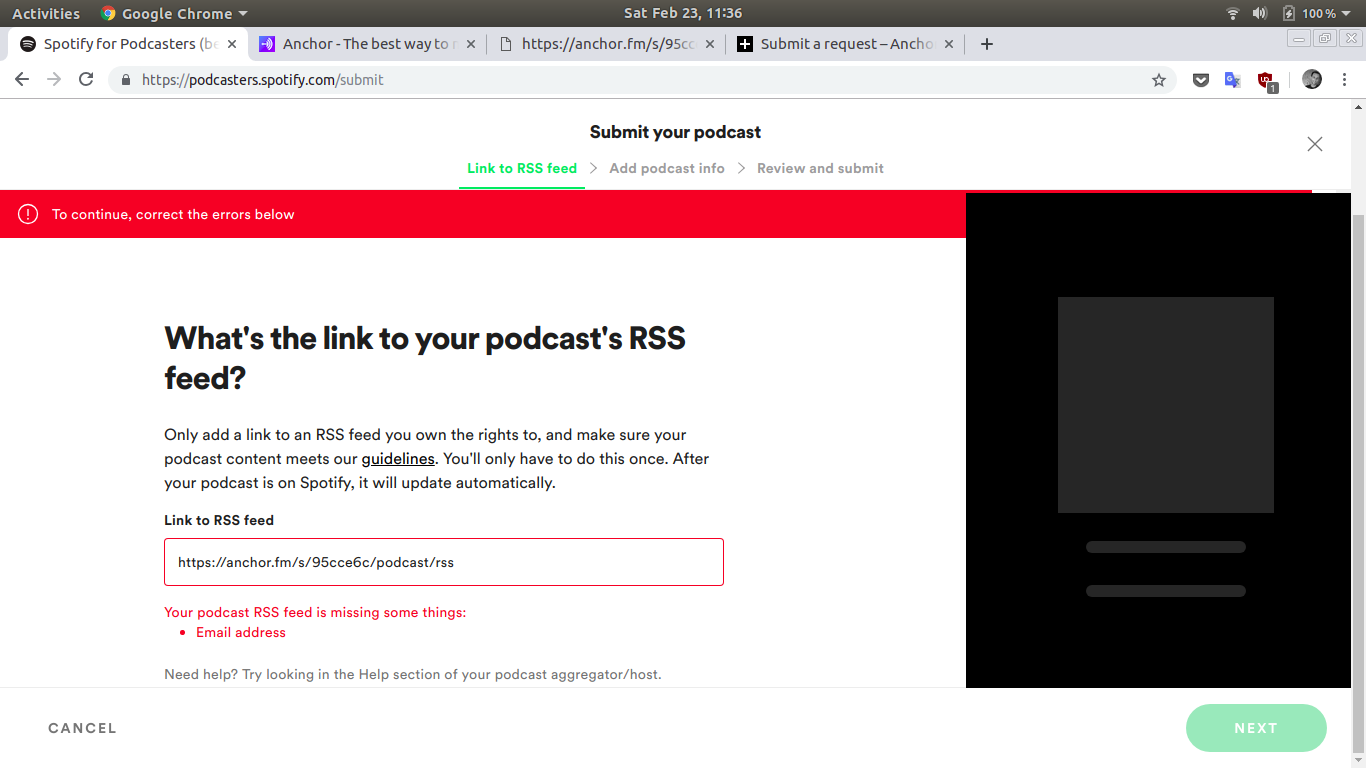 Activities Google Chrome Sat Feb 23, 11:36 100 %
Spotify for Podcasters (be Anchor - The best way to https://anchor.fm/s/95cc Submit a request – Ancho
https://podcasters.spotify.com/submit
1
Submit your podcast
Link to RSS feed > Add podcast info > Review and submit
To continue, correct the errors below
What's the link to your podcast's RSS
feed?
Only add a link to an RSS feed you own the rights to, and make sure your
podcast content meets our guidelines. You'll only have to do this once. After
your podcast is on Spotify, it will update automatically.
Link to RSS feed
https://anchor.fm/s/95cce6c/podcast/rss
Your podcast RSS feed is missing some things:
• Email address
Need help? Try looking in the Help section of your podcast aggregator/host.
CANCEL NEXT